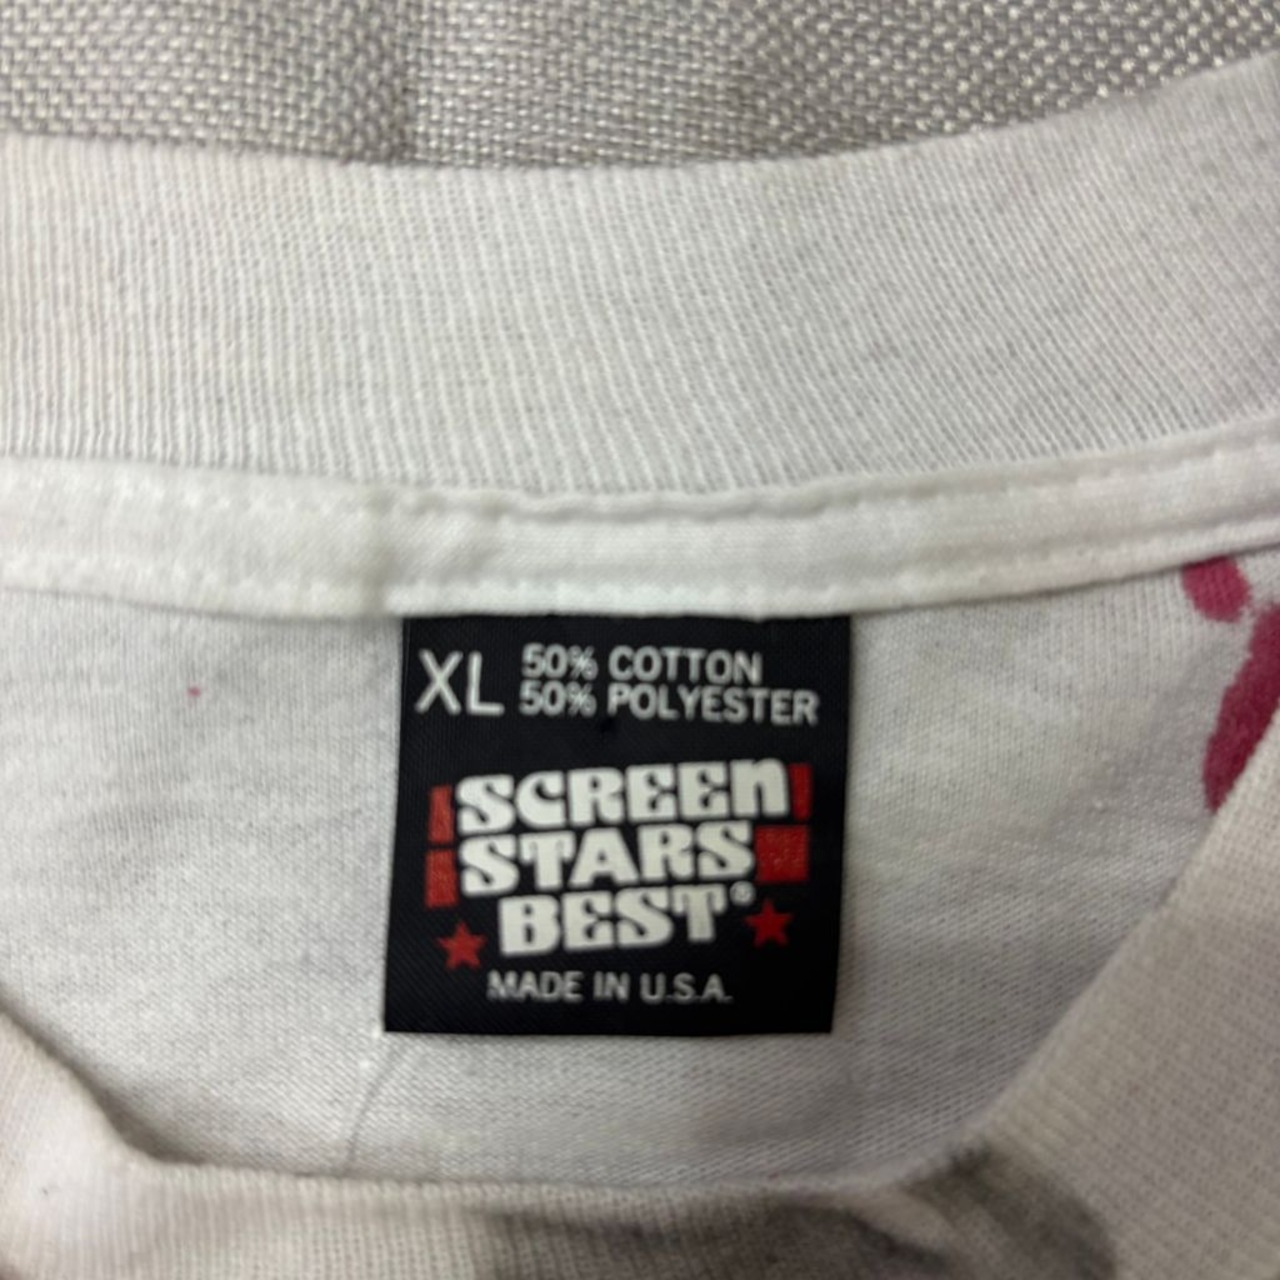 XL 50% COTTON
50% POLYESTER
SCREEN
STARS
BEST®
MADE IN U.S.A.